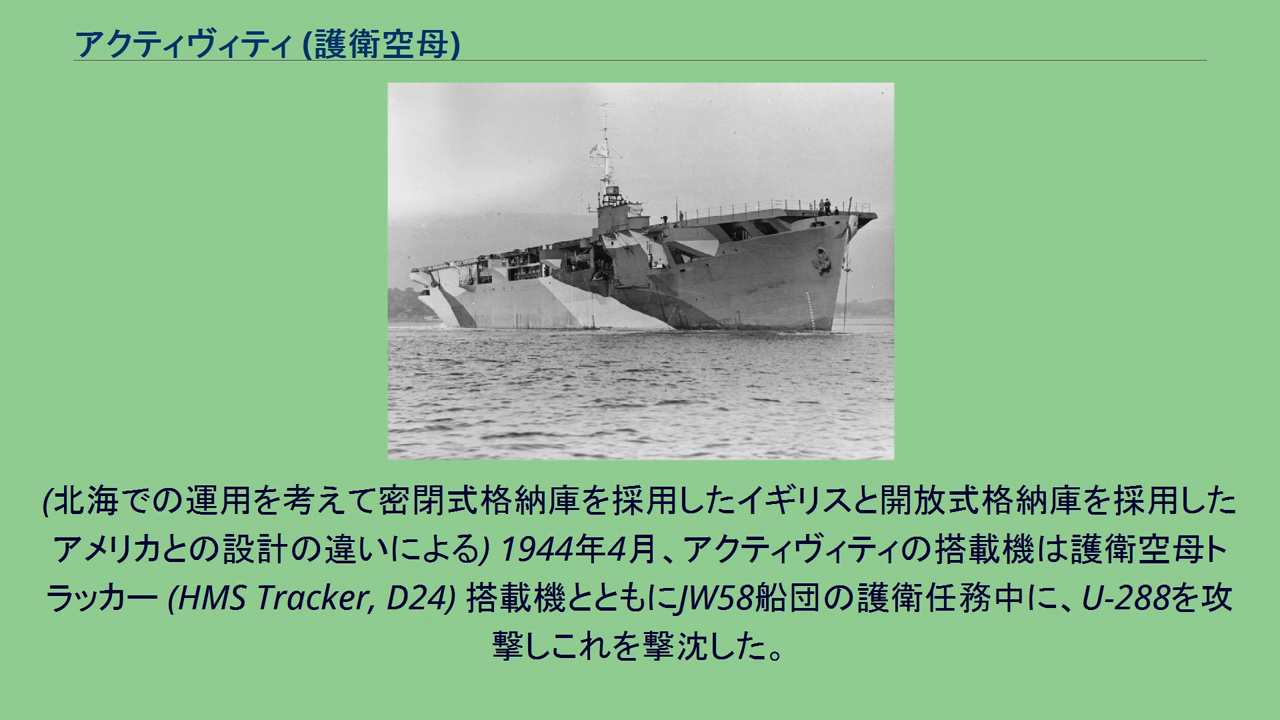 アクティヴィティ (護衛空母)
(北海での運用を考えて密閉式格納庫を採用したイギリスと開放式格納庫を採用した
アメリカとの設計の違いによる) 1944年4月、アクティヴィティの搭載機は護衛空母ト
ラッカー (HMS Tracker, D24) 搭載機とともにJW58船団の護衛任務中に、U-288を攻
撃しこれを撃沈した。